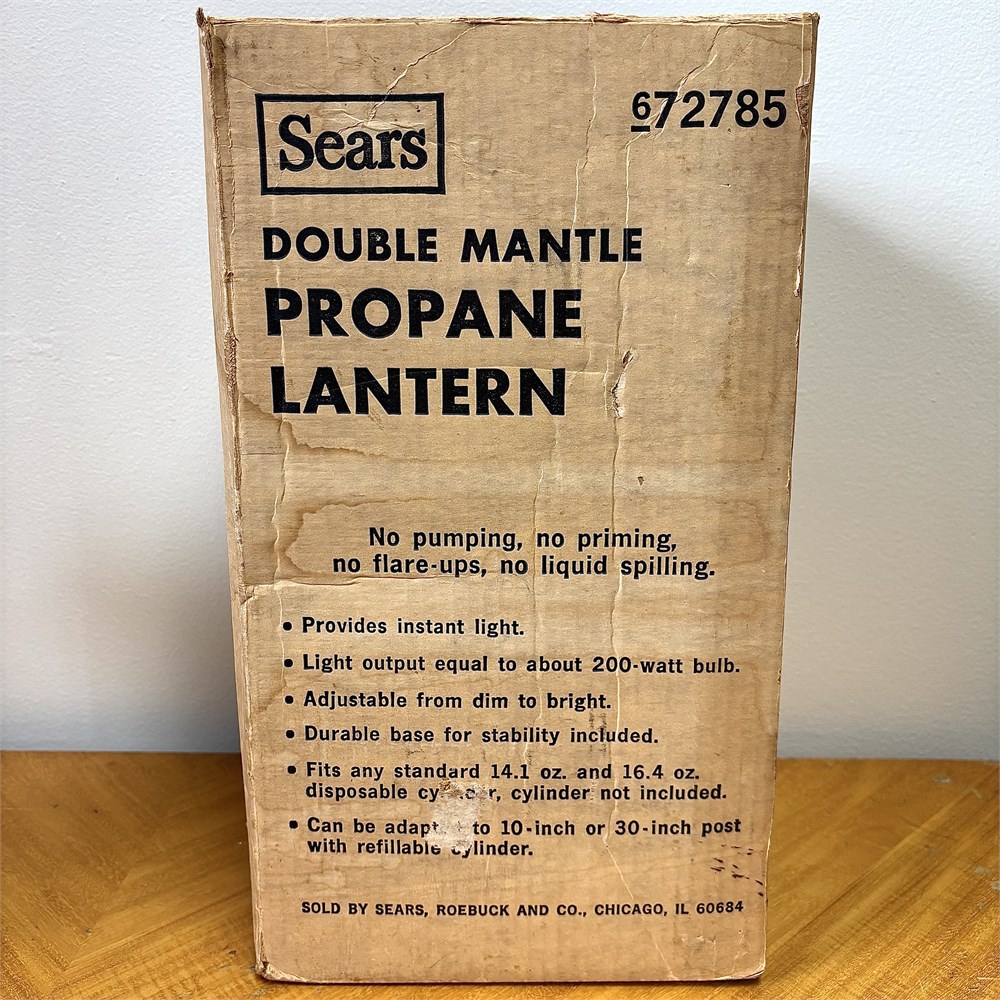 Sears
672785
DOUBLE MANTLE
PROPANE
LANTERN
No pumping, no priming,
no flare-ups, no liquid spilling.
• Provides instant light.
• Light output equal to about 200-watt bulb.
• Adjustable from dim to bright.
• Durable base for stability included.
• Fits any standard 14.1 oz. and 16.4 oz.
disposable cylinder, cylinder not included.
• Can be adapt to 10-inch or 30-inch post
with refillable cylinder.
SOLD BY SEARS, ROEBUCK AND CO., CHICAGO, IL 60684